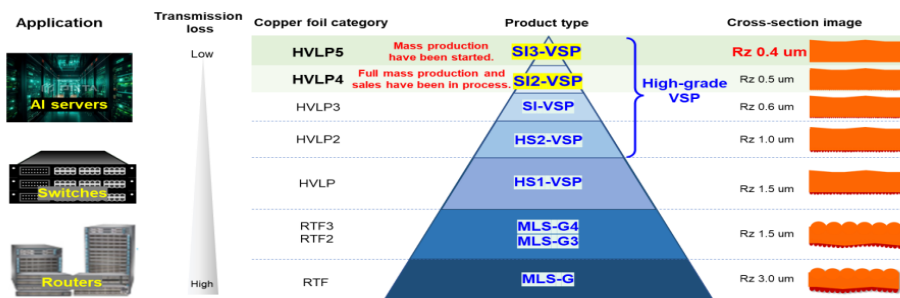 Application
Transmission
loss
Copper foil category
Product type
Cross-section image
Low
HVLP5
Mass production
have been started.
SI3-VSP
Rz 0.4 um
AI servers
HVLP4
Full mass production and
sales have been in process.
SI2-VSP
High-grade
VSP
Rz 0.5 um
HVLP3
SI-VSP
Rz 0.6 um
HVLP2
HS2-VSP
Rz 1.0 um
Switches
HVLP
HS1-VSP
Rz 1.5 um
RTF3
RTF2
MLS-G4
MLS-G3
Rz 1.5 um
Routers
High
RTF
MLS-G
Rz 3.0 um